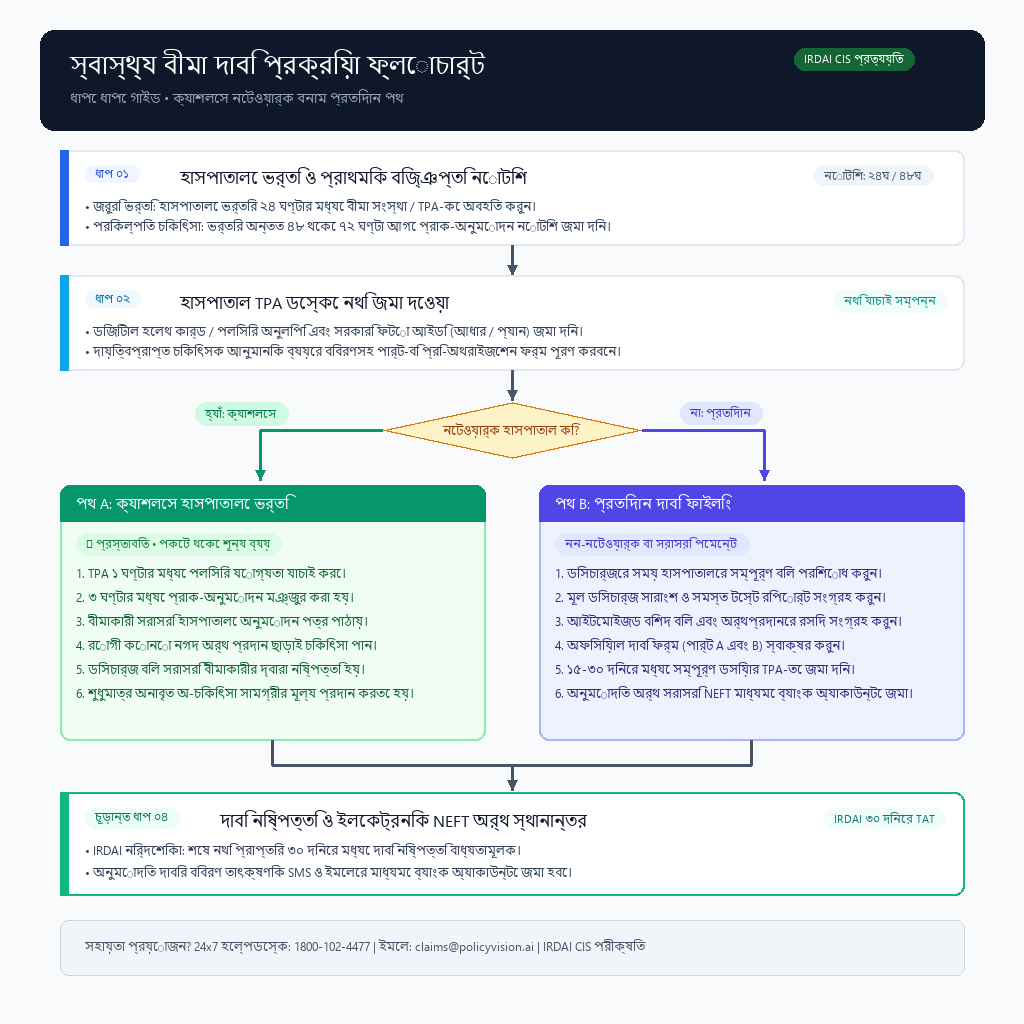 স্বাস্থ্য বীমা দাবি প্রক্রিয়া ফ্লোচার্ট
IRDAI CIS প্রত্যয়িত
ধাপে ধাপে গাইড • ক্যাশলেস নেটওয়ার্ক বনাম প্রতিদান পথ
ধাপ ০১
হাসপাতালে ভর্তি ও প্রাথমিক বিজ্ঞপ্তি নোটিশ
নোটিশ: ২৪ঘ / ৪৮ঘ
• জরুরি ভর্তি: হাসপাতালে ভর্তির ২৪ ঘণ্টার মধ্যে বীমা সংস্থা / TPA-কে অবহিত করুন।
• পরিকল্পিত চিকিৎসা: ভর্তির অন্তত ৪৮ থেকে ৭২ ঘণ্টা আগে প্রাক-অনুমোদন নোটিশ জমা দিন।
ধাপ ০২
হাসপাতাল TPA ডেস্কে নথি জমা দেওয়া
নথি যাচাই সম্পন্ন
• ডিজিটাল হেলথ কার্ড / পলিসির অনুলিপি এবং সরকারি ফটো আইডি (আধার / প্যান) জমা দিন।
• দায়িত্বপ্রাপ্ত চিকিৎসক আনুমানিক ব্যয়ের বিবরণসহ পার্ট-বি প্রি-অথরাইজেশন ফর্ম পূরণ করবেন।
হ্যাঁ: ক্যাশলেস
না: প্রতিদান
নেটওয়ার্ক হাসপাতাল কি?
পথ A: ক্যাশলেস হাসপাতালে ভর্তি
প্রস্তাবিত • পকেট থেকে শূন্য ব্যয়
1. TPA ১ ঘণ্টার মধ্যে পলিসির যোগ্যতা যাচাই করে।
2. ৩ ঘণ্টার মধ্যে প্রাক-অনুমোদন মঞ্জুর করা হয়।
3. বীমাকারী সরাসরি হাসপাতালে অনুমোদন পত্র পাঠায়।
4. রোগী কোনো নগদ অর্থ প্রদান ছাড়াই চিকিৎসা পান।
5. ডিসচার্জ বিল সরাসরি বীমাকারীর দ্বারা নিষ্পত্তি হয়।
6. শুধুমাত্র অনাবৃত অ-চিকিৎসা সামগ্রীর মূল্য প্রদান করতে হয়।
পথ B: প্রতিদান দাবি ফাইলিং
নন-নেটওয়ার্ক বা সরাসরি পেমেন্ট
1. ডিসচার্জের সময় হাসপাতালের সম্পূর্ণ বিল পরিশোধ করুন।
2. মূল ডিসচার্জ সারাংশ ও সমস্ত টেস্ট রিপোর্ট সংগ্রহ করুন।
3. আইটেমাইজড বিশদ বিল এবং অর্থপ্রদানের রসিদ সংগ্রহ করুন।
4. অফিসিয়াল দাবি ফর্ম (পার্ট A এবং B) স্বাক্ষর করুন।
5. ১৫-৩০ দিনের মধ্যে সম্পূর্ণ ডসিয়ার TPA-তে জমা দিন।
6. অনুমোদিত অর্থ সরাসরি NEFT মাধ্যমে ব্যাংক অ্যাকাউন্টে জমা।
চূড়ান্ত ধাপ ০৪
দাবি নিষ্পত্তি ও ইলেকট্রনিক NEFT অর্থ স্থানান্তর
IRDAI ৩০ দিনের TAT
• IRDAI নির্দেশিকা: শেষ নথি প্রাপ্তির ৩০ দিনের মধ্যে দাবি নিষ্পত্তি বাধ্যতামূলক।
• অনুমোদিত দাবির বিবরণ তাৎক্ষণিক SMS ও ইমেলের মাধ্যমে ব্যাংক অ্যাকাউন্টে জমা হবে।
সহায়তা প্রয়োজন? 24x7 হেল্পডেস্ক: 1800-102-4477 | ইমেল: claims@policyvision.ai | IRDAI CIS পরীক্ষিত